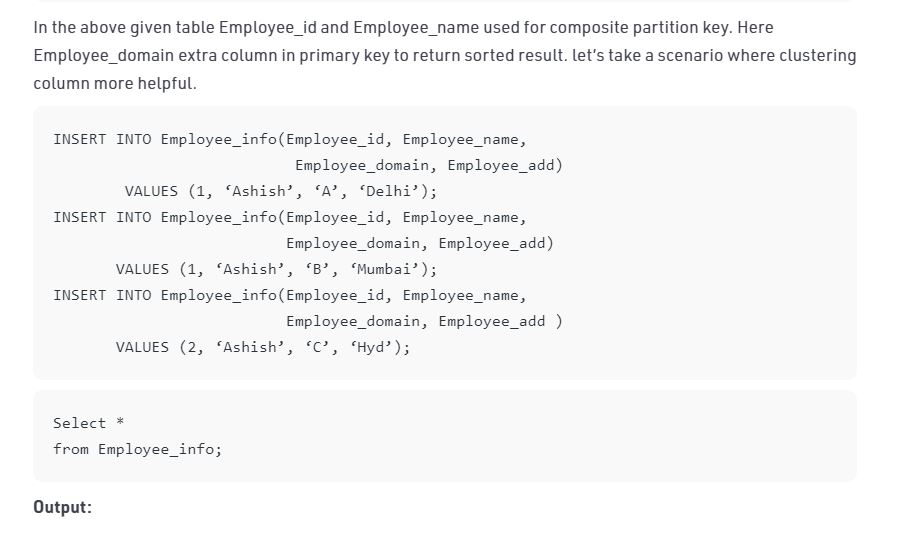 In the above given table Employee_id and Employee_name used for composite partition key. Here
Employee_domain extra column in primary key to return sorted result. let’s take a scenario where clustering
column more helpful.
INSERT INTO Employee_info(Employee_id, Employee_name,
Employee_domain, Employee_add)
VALUES (1, ‘Ashish’, ‘A’, ‘Delhi’);
INSERT INTO Employee_info(Employee_id, Employee_name,
Employee_domain, Employee_add)
VALUES (1, ‘Ashish’, ‘B’, ‘Mumbai’);
INSERT INTO Employee_info(Employee_id, Employee_name,
Employee_domain, Employee_add )
VALUES (2, ‘Ashish’, ‘C’, ‘Hyd’);
Select *
from Employee_info;
Output: